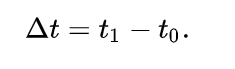 Δt = t₁ − t₀.